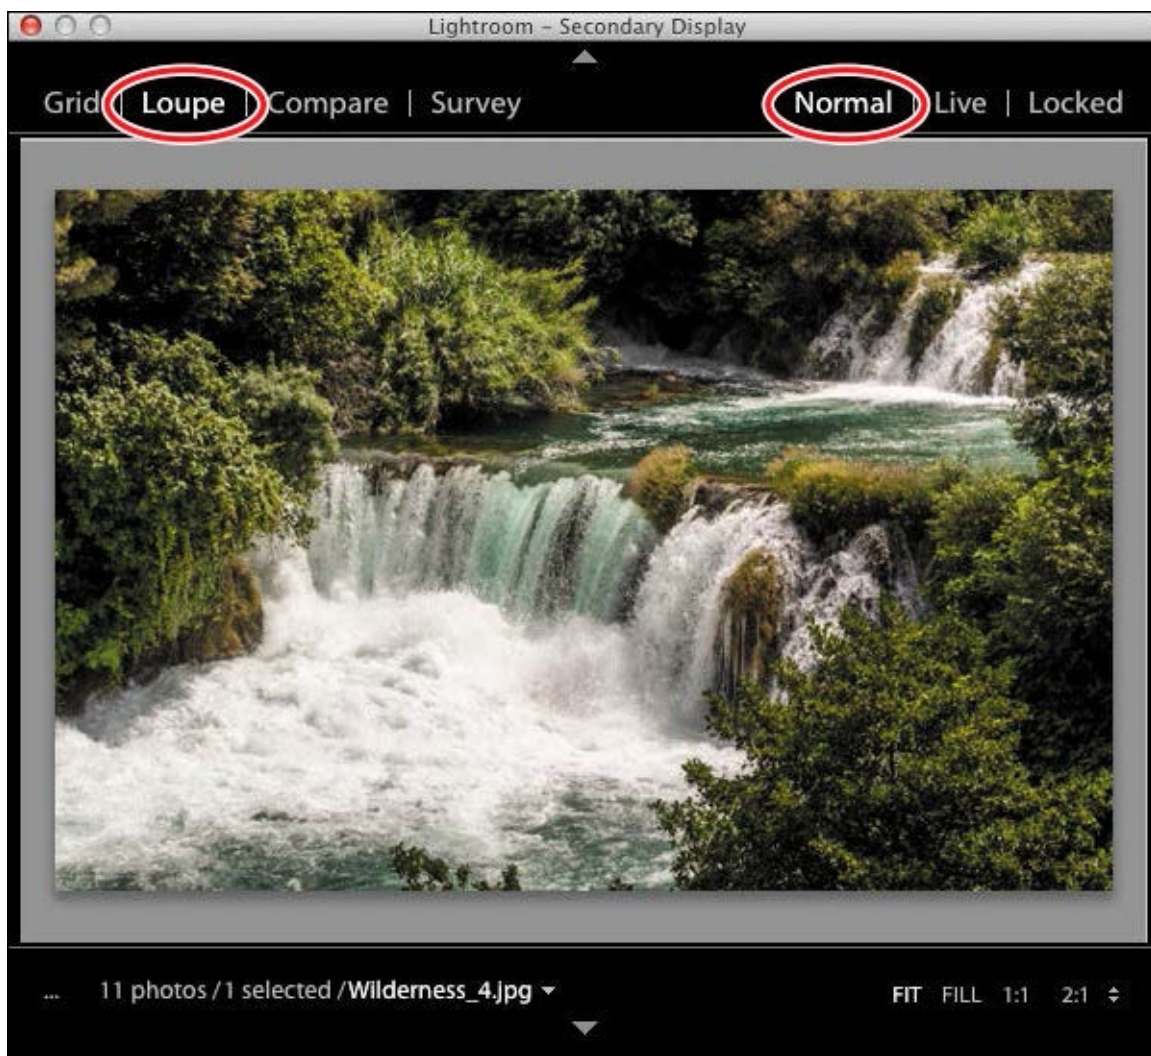 Lightroom – Secondary Display
Grid | Loupe | Compare | Survey Normal | Live | Locked
... 11 photos / 1 selected / Wilderness_4.jpg FIT FILL 1:1 2:1